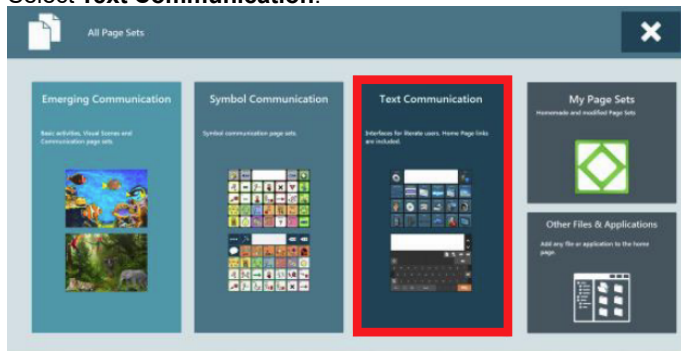 Select Text Communication.
All Page Sets
Emerging Communication
Basic activities, Visual Scenes and
Communication page sets.
Symbol Communication
Symbol communication page sets.
Text Communication
Interfaces for literate users. Home Page links
are included.
My Page Sets
Homemade and modified Page Sets
Other Files & Applications
Add any file or application to the home
page.